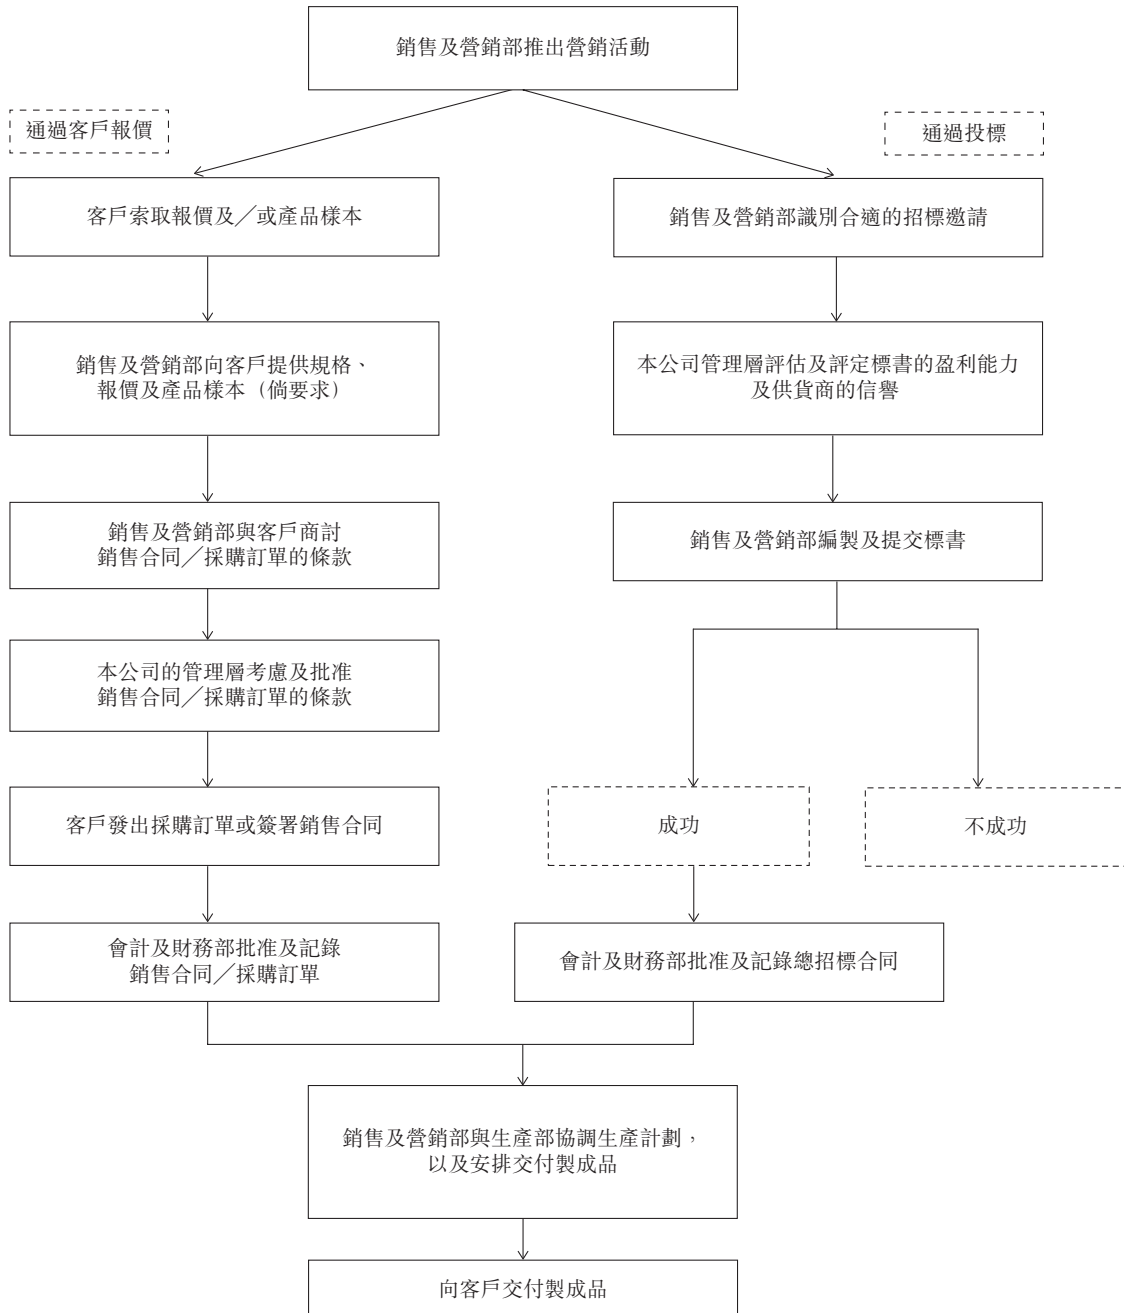 銷售及營銷部推出營銷活動
通過客戶報價
通過投標
客戶索取報價及／或產品樣本
銷售及營銷部識別合適的招標邀請
銷售及營銷部向客戶提供規格、
報價及產品樣本（倘要求）
本公司管理層評估及評定標書的盈利能力
及供貨商的信譽
銷售及營銷部與客戶商討
銷售合同／採購訂單的條款
銷售及營銷部編製及提交標書
本公司的管理層考慮及批准
銷售合同／採購訂單的條款
客戶發出採購訂單或簽署銷售合同
成功
不成功
會計及財務部批准及記錄
銷售合同／採購訂單
會計及財務部批准及記錄總招標合同
銷售及營銷部與生產部協調生產計劃，
以及安排交付製成品
向客戶交付製成品